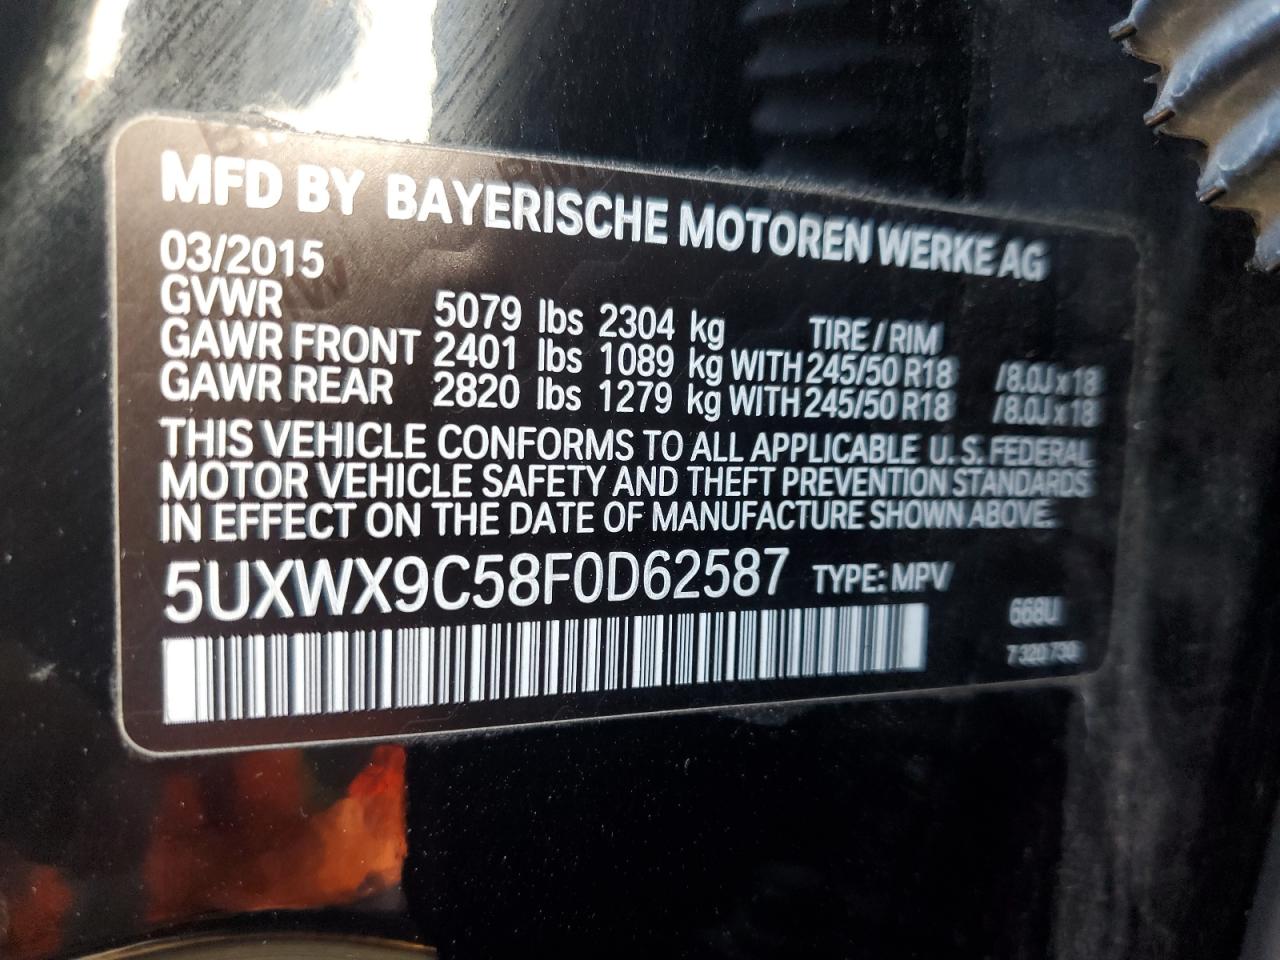 MFD BY BAYERISCHE MOTOREN WERKE AG
03/2015
GVWR 5079 lbs 2304 kg TIRE / RIM
GAWR FRONT 2401 lbs 1089 kg WITH 245/50 R18 /8.0J x 18
GAWR REAR 2820 lbs 1279 kg WITH 245/50 R18 /8.0J x 18
THIS VEHICLE CONFORMS TO ALL APPLICABLE U.S. FEDERAL
MOTOR VEHICLE SAFETY AND THEFT PREVENTION STANDARDS
IN EFFECT ON THE DATE OF MANUFACTURE SHOWN ABOVE.
5UXWX9C58F0D62587 TYPE: MPV
668U
7 320 730